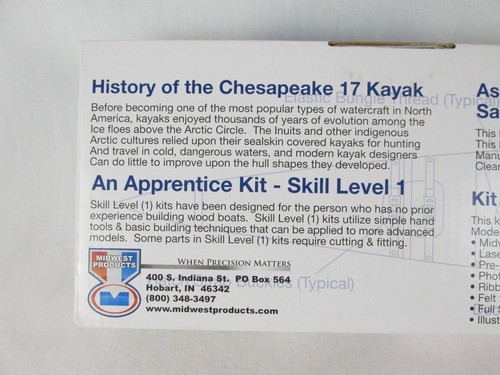 History of the Chesapeake 17 Kayak
Elastic Bungie Thread (Typical)
Before becoming one of the most popular types of watercraft in North
America, kayaks enjoyed thousands of years of evolution among the
Ice floes above the Arctic Circle. The Inuits and other indigenous
Arctic cultures relied upon their sealskin covered kayaks for hunting
And travel in cold, dangerous waters, and modern kayak designers
Can do little to improve upon the hull shapes they developed.
An Apprentice Kit - Skill Level 1
Skill Level (1) kits have been designed for the person who has no prior
experience building wood boats. Skill Level (1) kits utilize simple hand
tools & basic building techniques that can be applied to more advanced
models. Some parts in Skill Level (1) kits require cutting & fitting.
MIDWEST
PRODUCTS
M
WHEN PRECISION MATTERS
400 S. Indiana St. PO Box 564
Buckles (Typical)
Hobart, IN 46342
(800) 348-3497
www.midwestproducts.com
As
Sa
This
This
Manu
Clear
Kit
This k
Mode
• Midw
• Lase
• Pre-
• Phot
• Ribb
• Felt
• Full S
• Illust